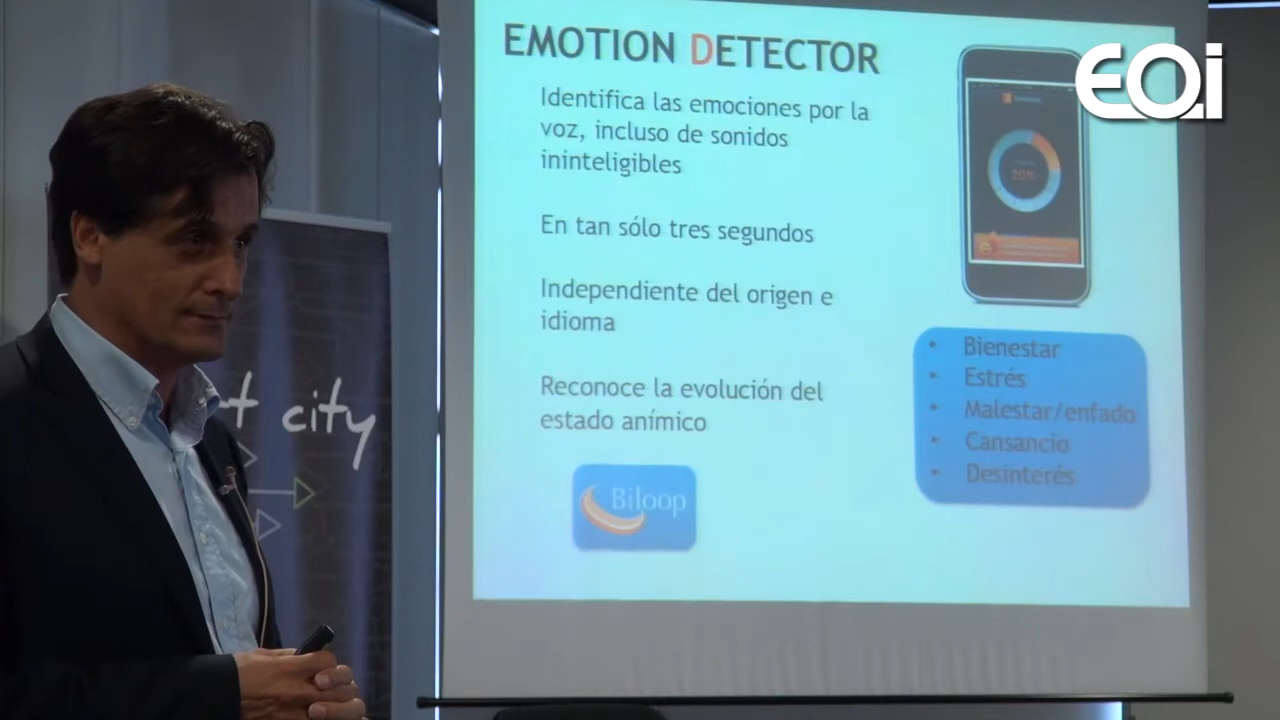 EMOTION DETECTOR
EOi
Identifica las emociones por la
voz, incluso de sonidos
ininteligibles
En tan sólo tres segundos
Independiente del origen e
idioma
Reconoce la evolución del
estado anímico
Biloop
20%
• Bienestar
• Estrés
• Malestar/enfado
• Cansancio
• Desinterés
city